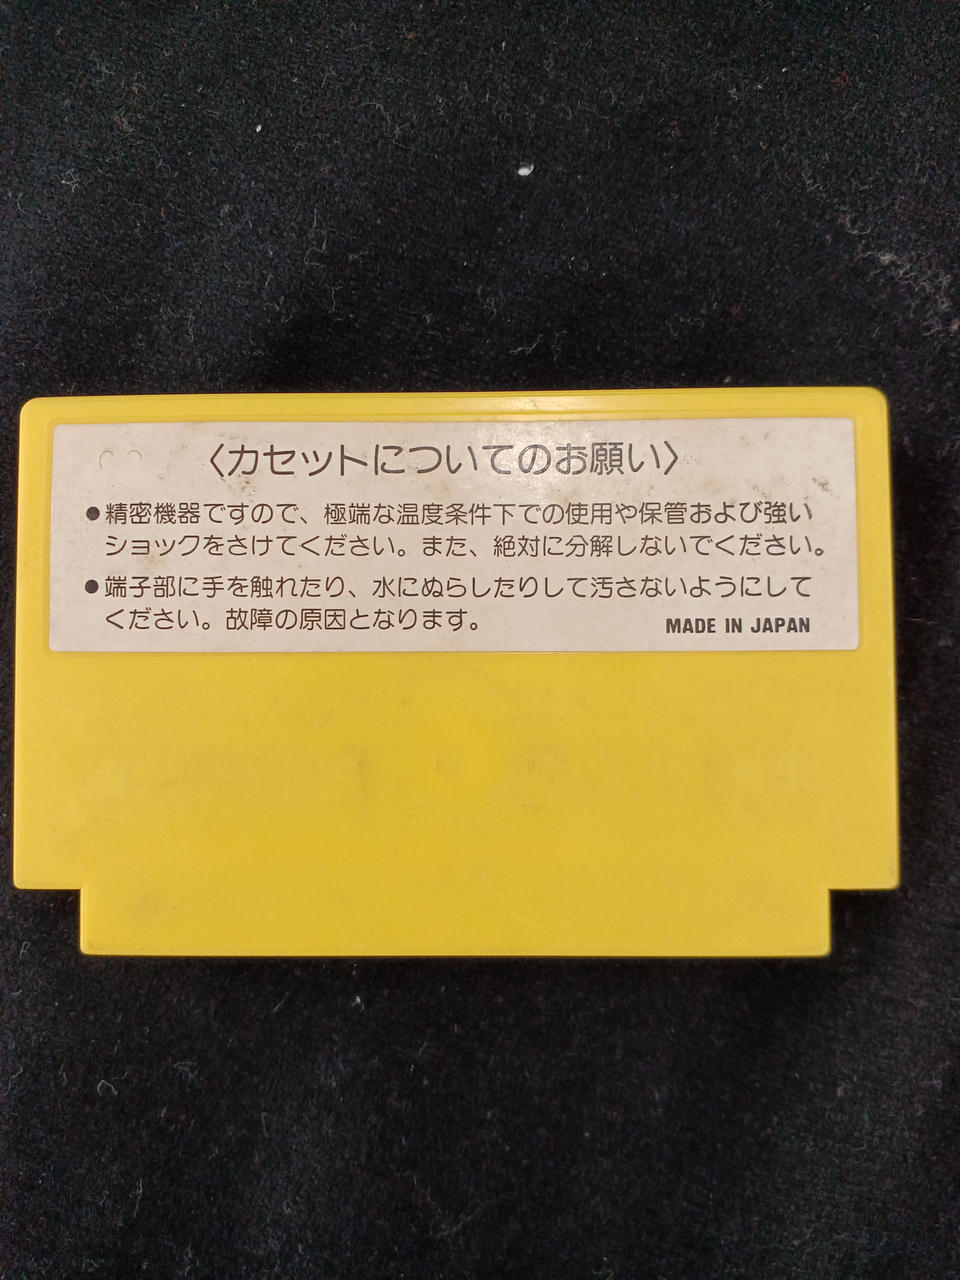 〈カセットについてのお願い〉
●精密機器ですので、極端な温度条件下での使用や保管および強い
ショックをさけてください。また、絶対に分解しないでください。
●端子部に手を触れたり、水にぬらしたりして汚さないようにして
ください。故障の原因となります。
MADE IN JAPAN